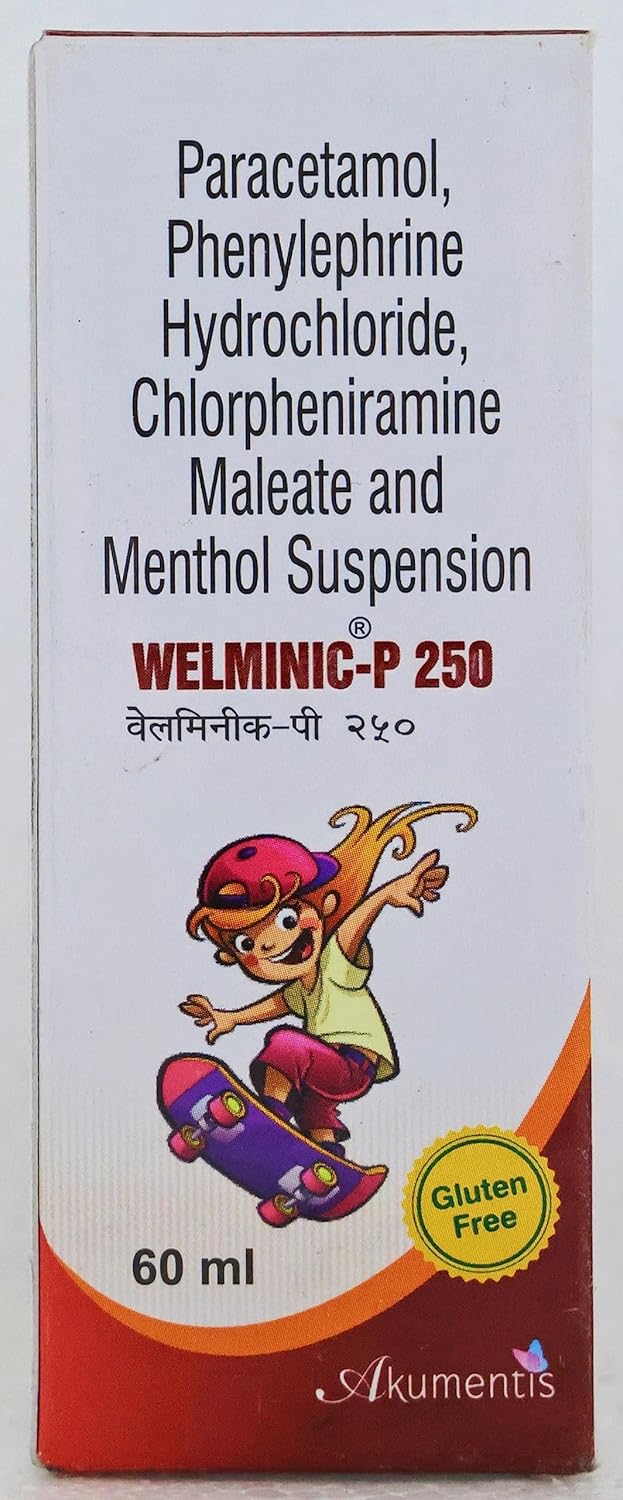 Paracetamol,
Phenylephrine
Hydrochloride,
Chlorpheniramine
Maleate and
Menthol Suspension
WELMINIC-P 250®
वेलमिनीक-पी २५०
Gluten
Free
60 ml
Akumentis